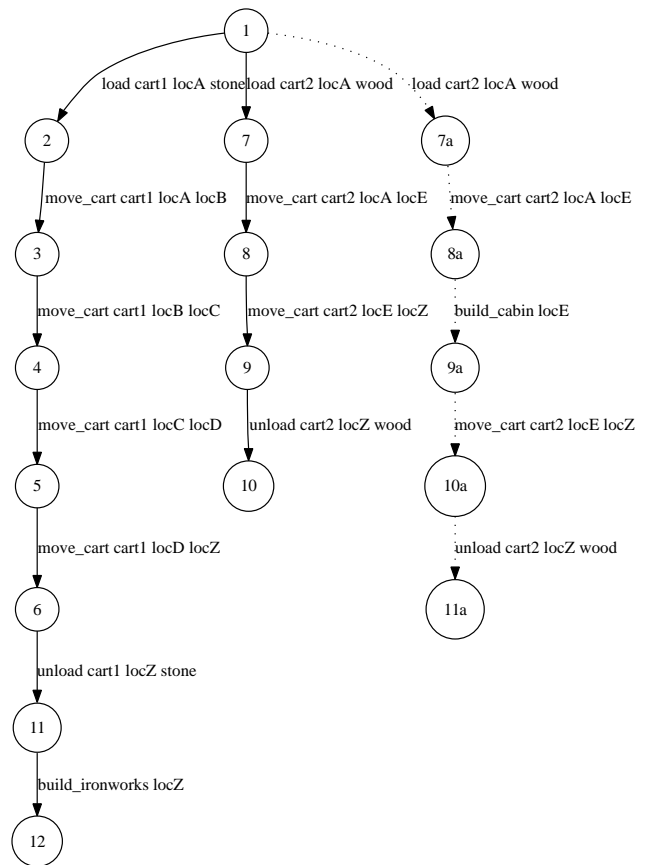 1
load cart1 locA stone
load cart2 locA wood
load cart2 locA wood
2
7
7a
move_cart cart1 locA locB
move_cart cart2 locA locE
move_cart cart2 locA locE
3
8
8a
move_cart cart1 locB locC
move_cart cart2 locE locZ
build_cabin locE
4
9
9a
move_cart cart1 locC locD
unload cart2 locZ wood
move_cart cart2 locE locZ
5
10
10a
move_cart cart1 locD locZ
unload cart2 locZ wood
6
11a
unload cart1 locZ stone
11
build_ironworks locZ
12